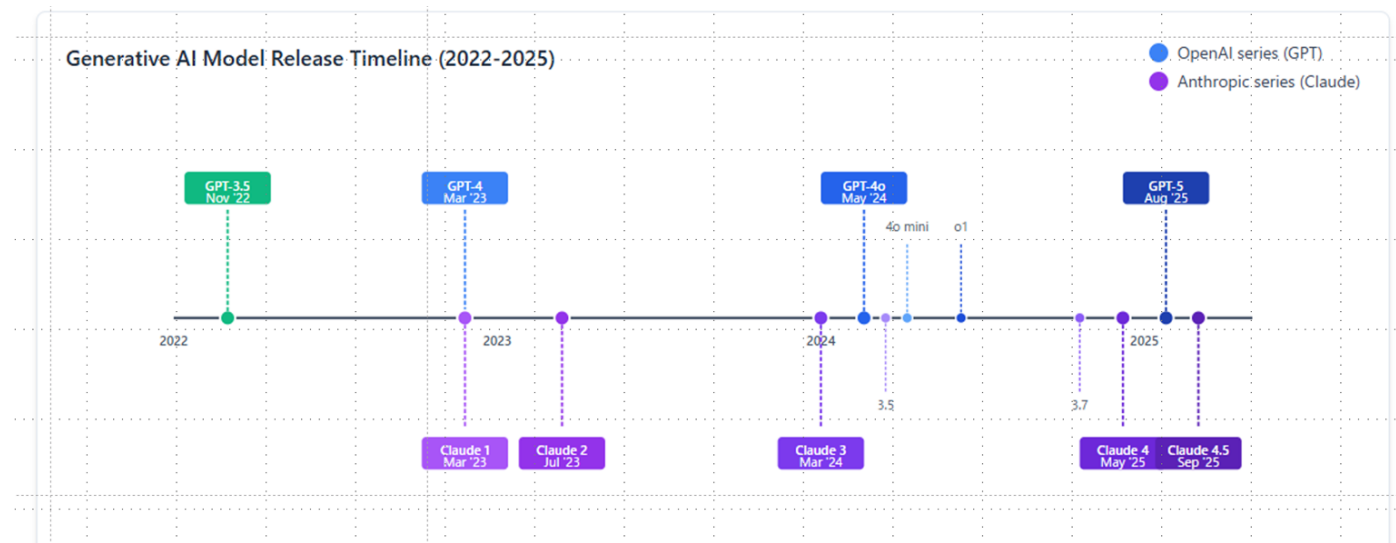 Generative AI Model Release Timeline (2022-2025)
OpenAI series (GPT)
Anthropic series (Claude)
GPT-3.5
Nov '22
GPT-4
Mar '23
GPT-4o
May '24
GPT-5
Aug '25
4o mini
o1
2022
2023
2024
2025
3.5
3.7
Claude 1
Mar '23
Claude 2
Jul '23
Claude 3
Mar '24
Claude 4
May '25
Claude 4.5
Sep '25